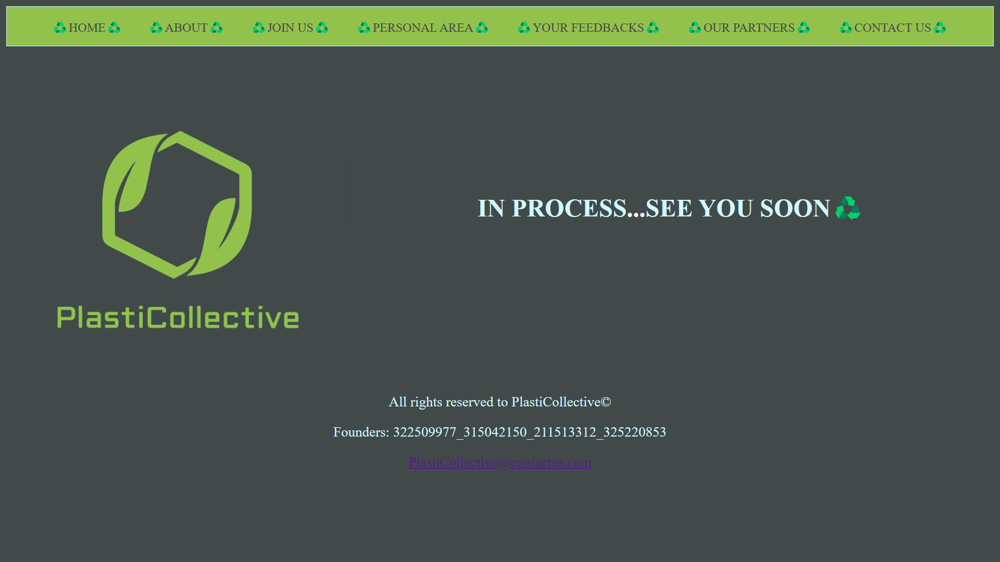 ♻HOME♻ ♻ABOUT♻ ♻JOIN US♻ ♻PERSONAL AREA♻ ♻YOUR FEEDBACKS♻ ♻OUR PARTNERS♻ ♻CONTACT US♻
IN PROCESS...SEE YOU SOON♻
PlastiCollective
All rights reserved to PlastiCollective©
Founders: 322509977_315042150_211513312_325220853
PlastiCollective@contactus.com